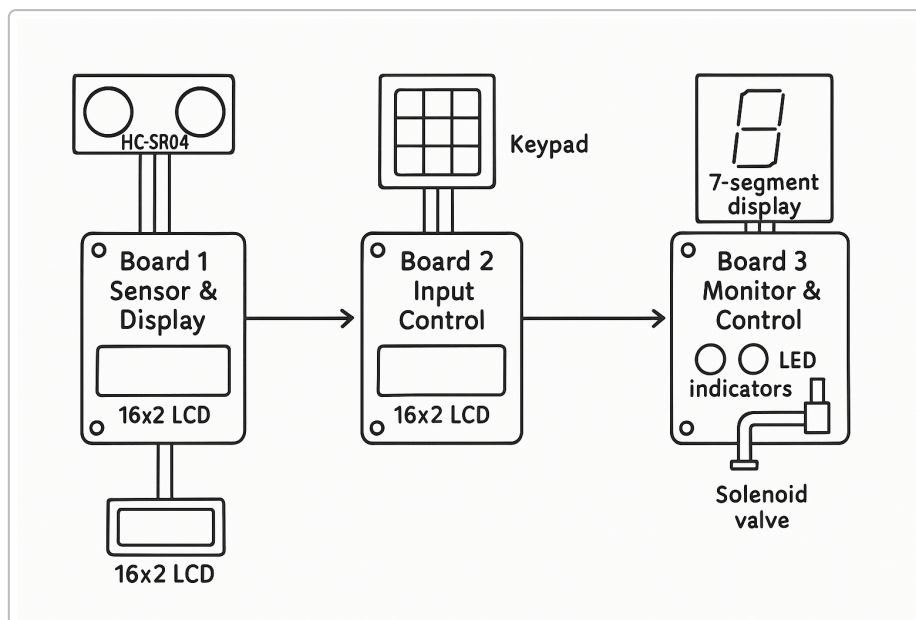 HC-SR04
Keypad
7-segment
display
Board 1
Sensor &
Display
16x2 LCD
16x2 LCD
Board 2
Input
Control
16x2 LCD
Board 3
Monitor &
Control
LED
indicators
Solenoid
valve